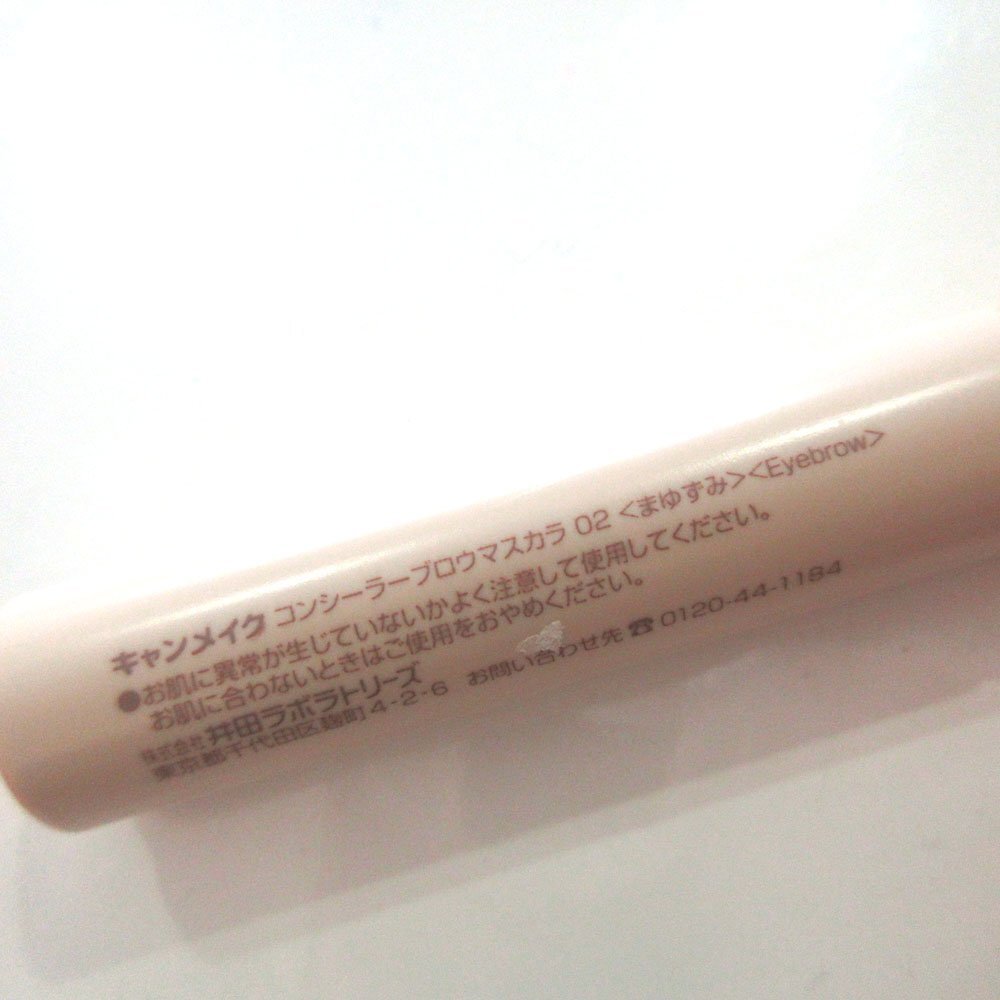 キャンメイク コンシーラーブロウマスカラ 02 <まゆずみ><Eyebrow>
●お肌に異常が生じていないかよく注意して使用してください。
お肌に合わないときはご使用をおやめください。
株式会社 井田ラボラトリーズ
東京都千代田区麹町4-2-6 お問い合わせ先 ☎0120-44-1184